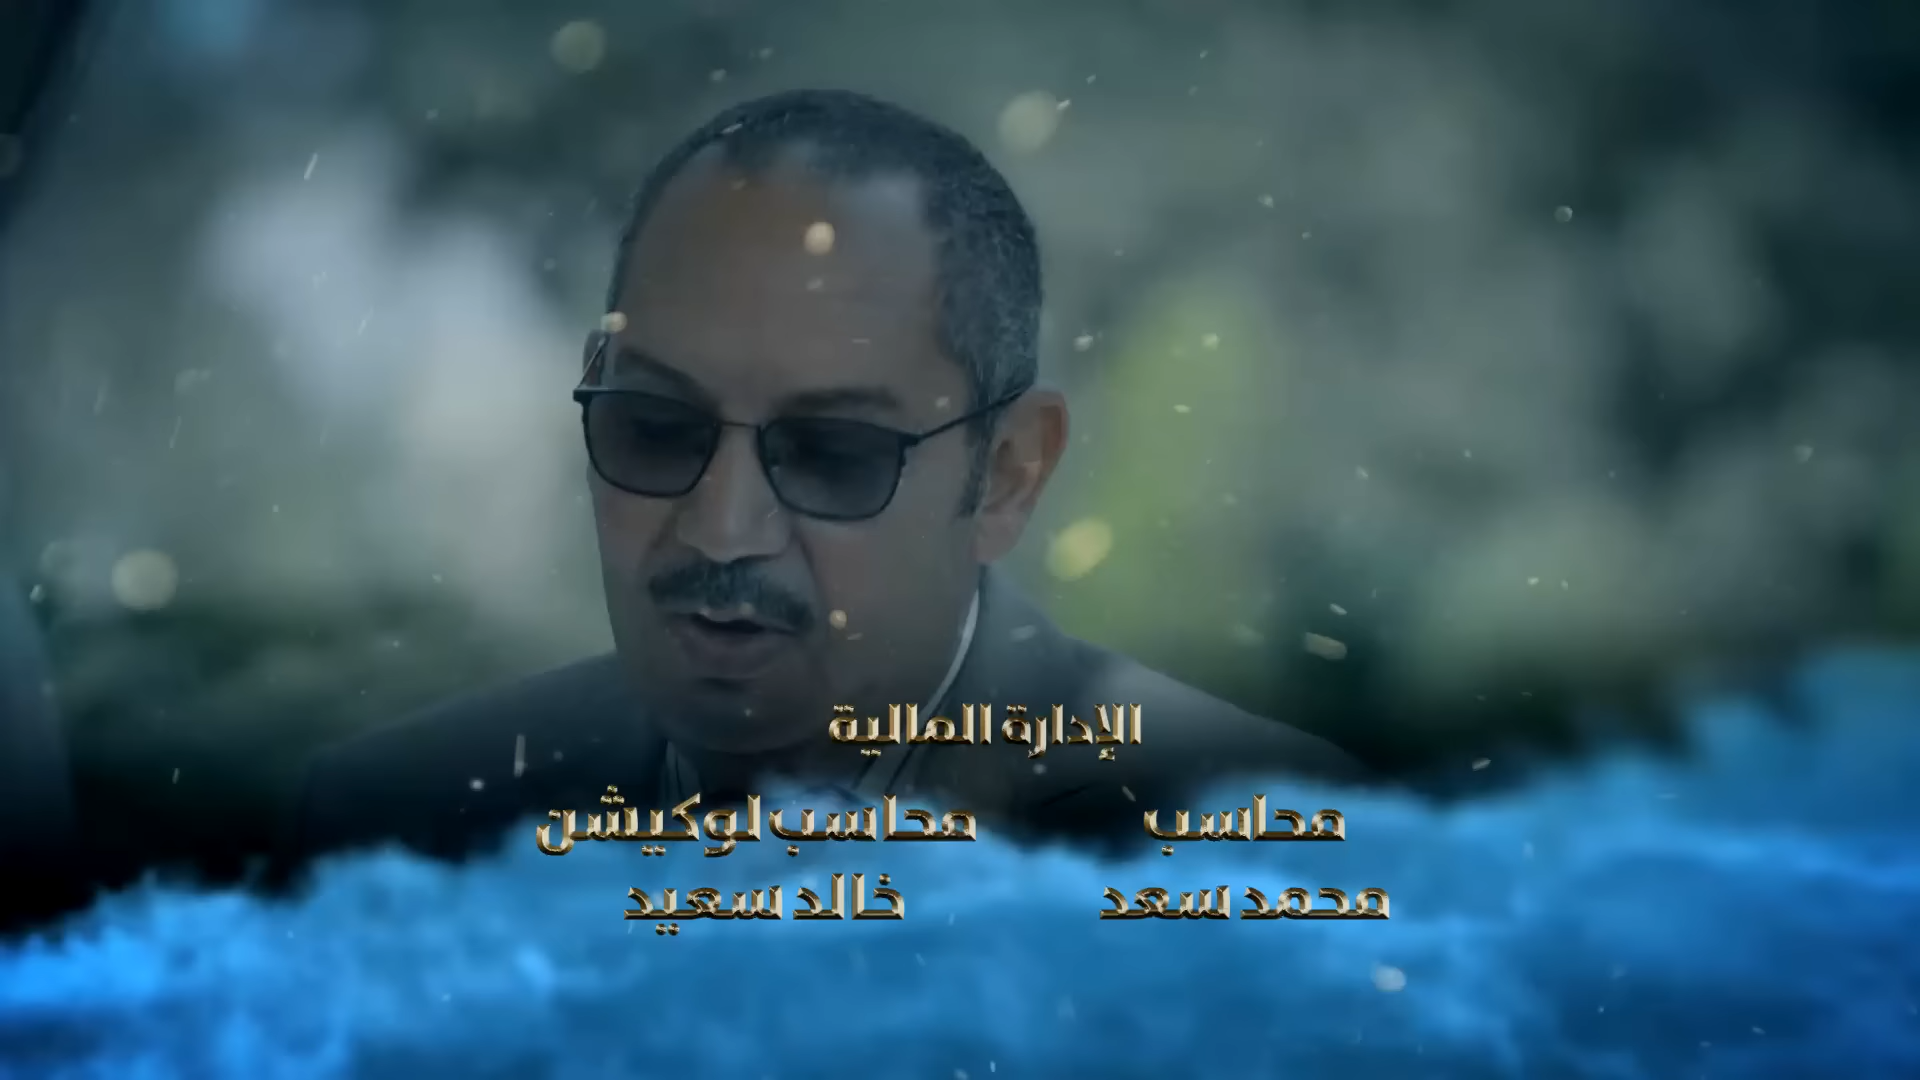 الإدارة المالية
محاسب
محمد سعد
محاسب لوكيشن
خالد سعيد